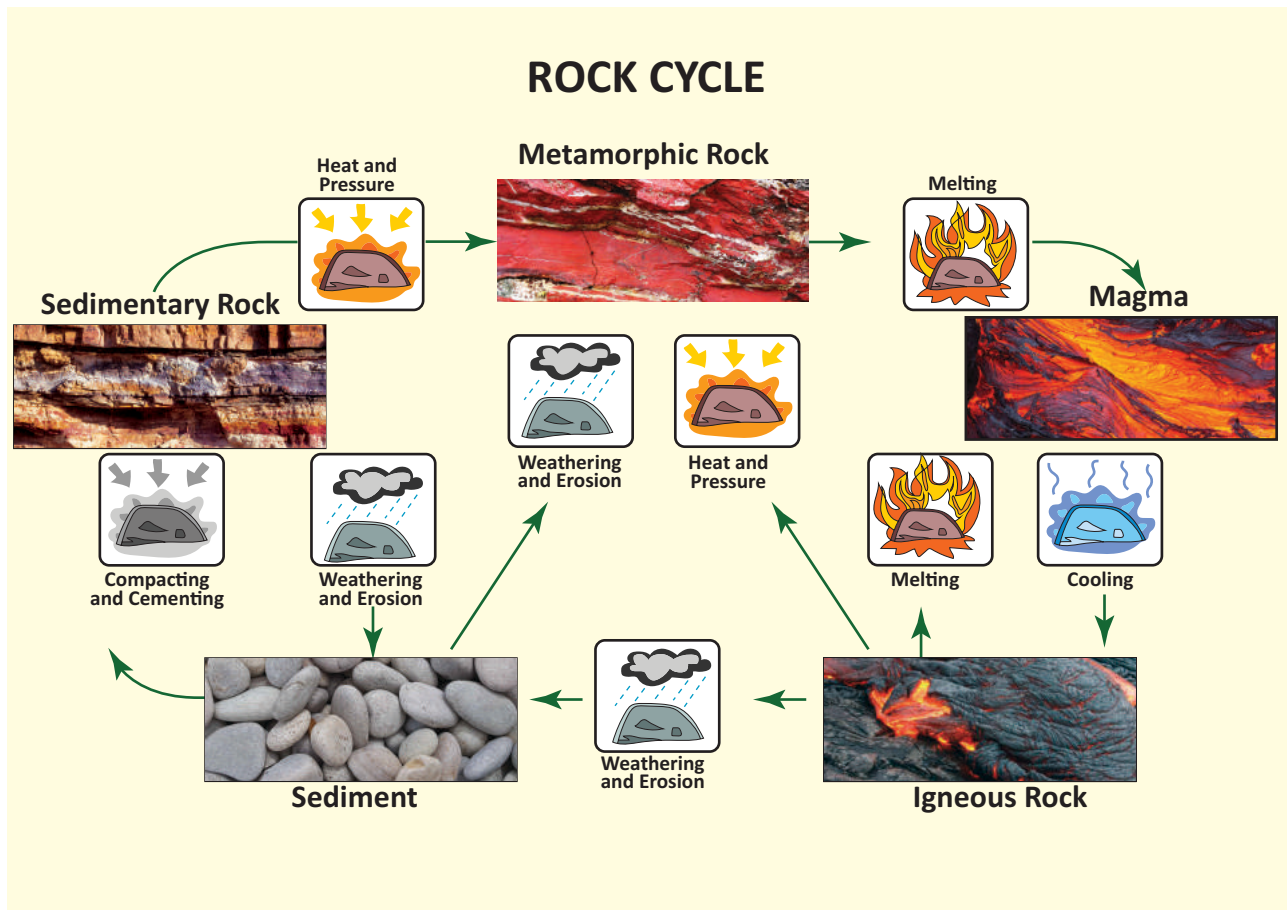 ROCK CYCLE
Metamorphic Rock
Heat and
Pressure
Melting
Sedimentary Rock
Magma
Weathering
and Erosion
Heat and
Pressure
Compacting
and Cementing
Weathering
and Erosion
Melting
Cooling
Weathering
and Erosion
Sediment
Igneous Rock